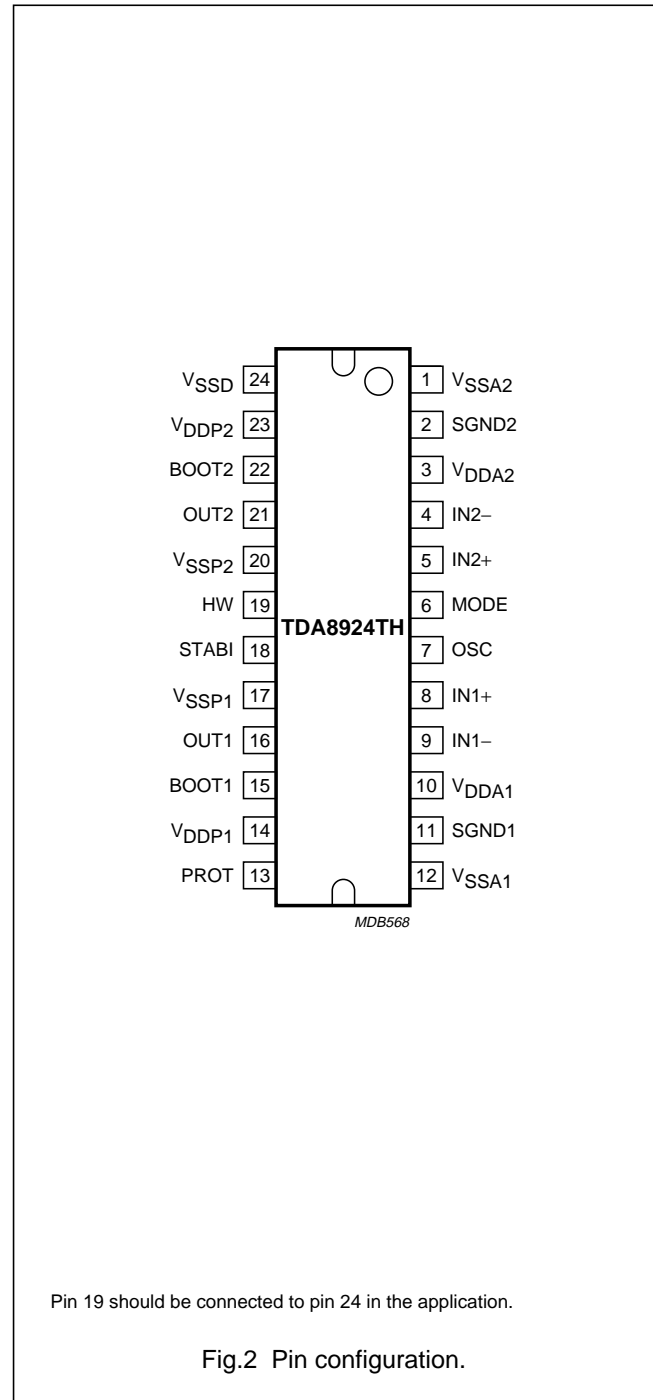 VSSD 24 1 VSSA2
VDDP2 23 2 SGND2
BOOT2 22 3 VDDA2
OUT2 21 4 IN2−
VSSP2 20 5 IN2+
HW 19 6 MODE
TDA8924TH
STABI 18 7 OSC
VSSP1 17 8 IN1+
OUT1 16 9 IN1−
BOOT1 15 10 VDDA1
VDDP1 14 11 SGND1
PROT 13 12 VSSA1
MDB568
Pin 19 should be connected to pin 24 in the application.
Fig.2 Pin configuration.